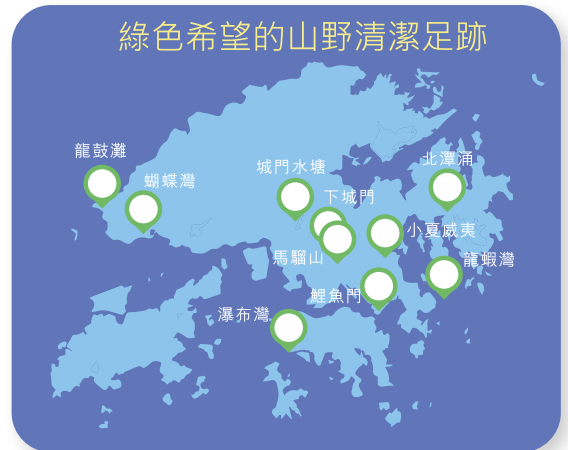 綠色希望的山野清潔足跡
龍鼓灘
北潭涌
城門水塘
蝴蝶灣
下城門
小夏威夷
馬騮山
龍蝦灣
鯉魚門
瀑布灣